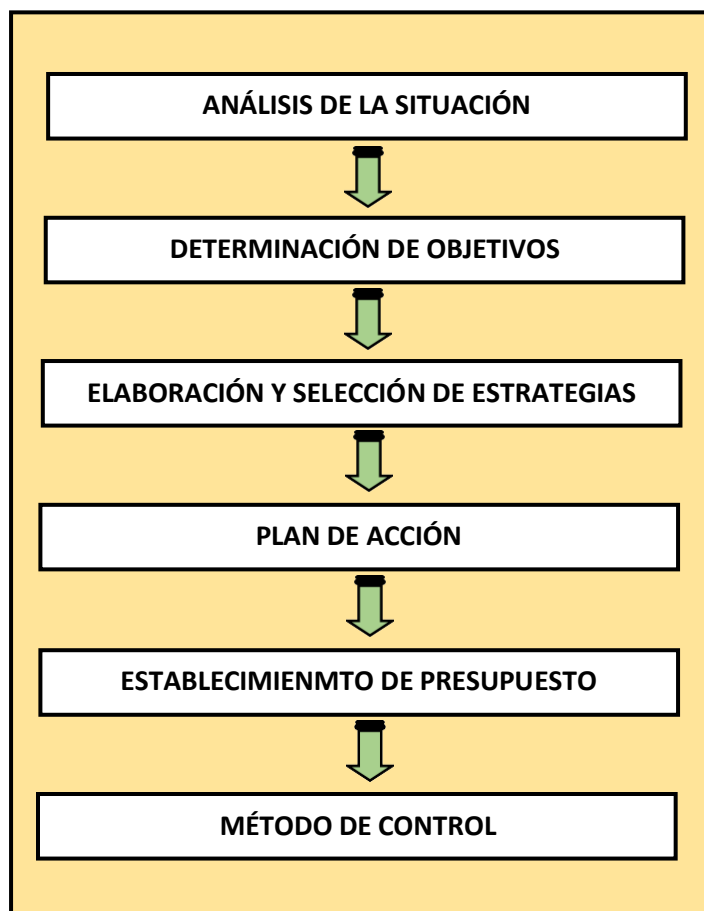 ANÁLISIS DE LA SITUACIÓN
DETERMINACIÓN DE OBJETIVOS
ELABORACIÓN Y SELECCIÓN DE ESTRATEGIAS
PLAN DE ACCIÓN
ESTABLECIMIENMTO DE PRESUPUESTO
MÉTODO DE CONTROL